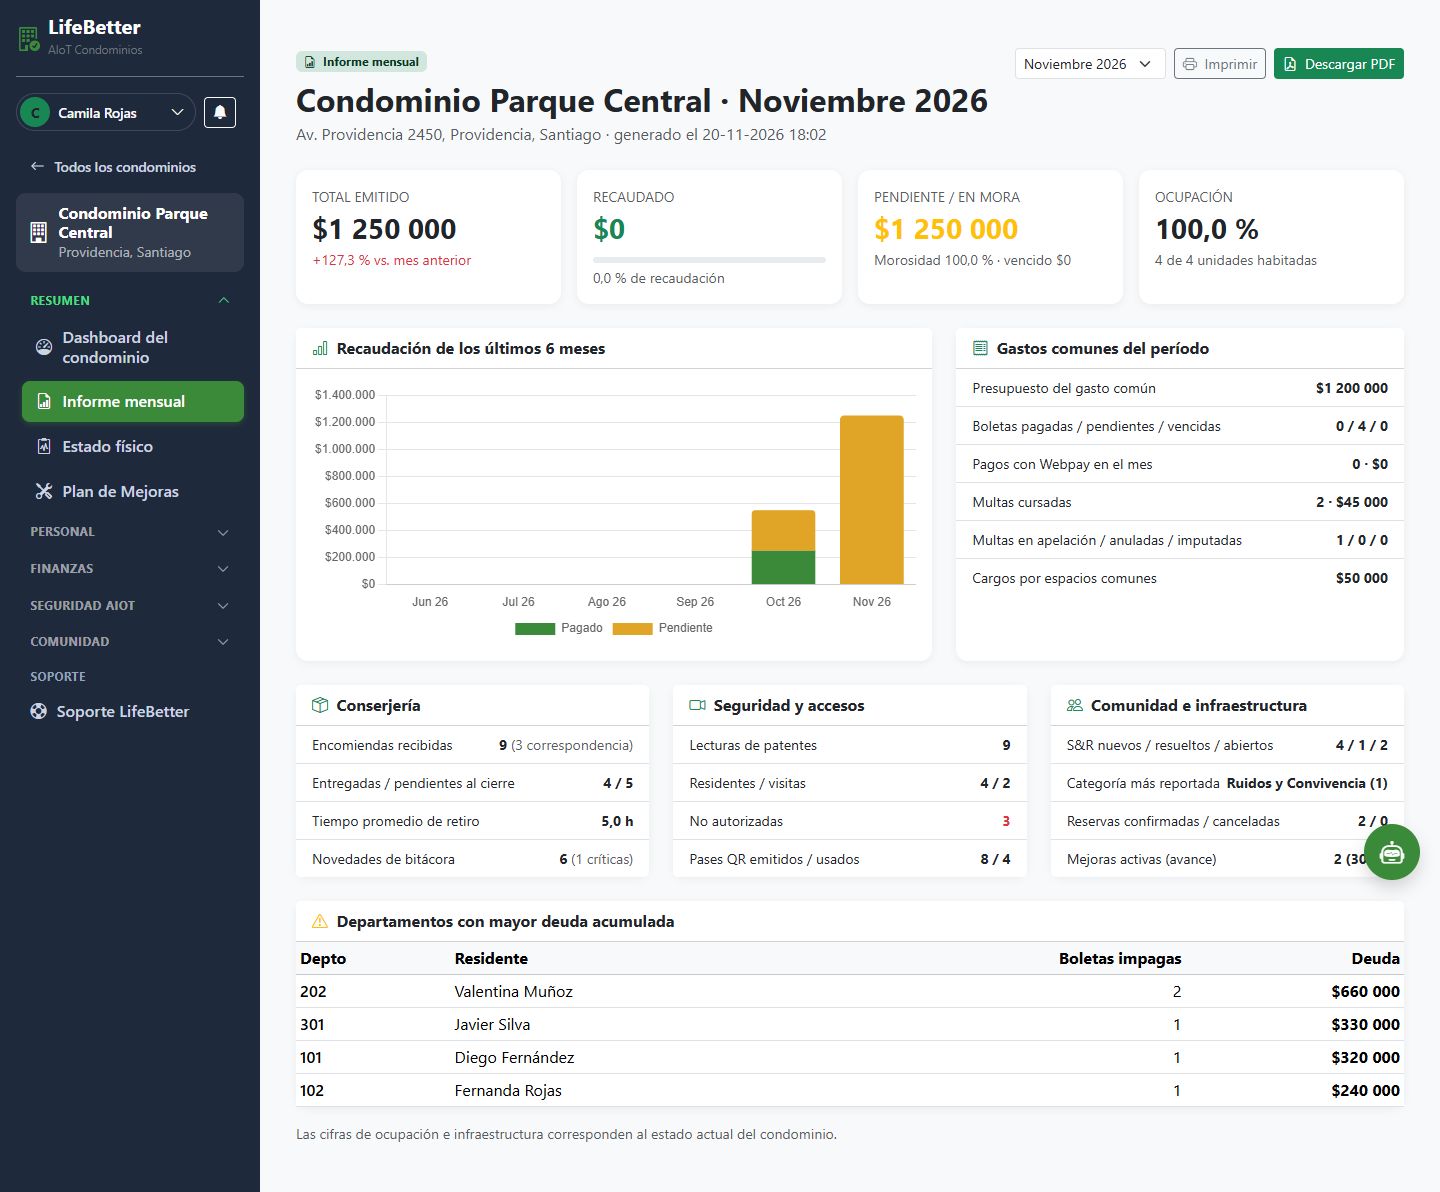 LifeBetter
AIoT Condominios
C Camila Rojas
Todos los condominios
Condominio Parque Central
Providencia, Santiago
RESUMEN
Dashboard del condominio
Informe mensual
Estado físico
Plan de Mejoras
PERSONAL
FINANZAS
SEGURIDAD AIOT
COMUNIDAD
SOPORTE
Soporte LifeBetter
Informe mensual
Noviembre 2026
Imprimir
Descargar PDF
Condominio Parque Central · Noviembre 2026
Av. Providencia 2450, Providencia, Santiago · generado el 20-11-2026 18:02
TOTAL EMITIDO
$1 250 000
+127,3 % vs. mes anterior
RECAUDADO
$0
0,0 % de recaudación
PENDIENTE / EN MORA
$1 250 000
Morosidad 100,0 % · vencido $0
OCUPACIÓN
100,0 %
4 de 4 unidades habitadas
Recaudación de los últimos 6 meses
$1.400.000
$1.200.000
$1.000.000
$800.000
$600.000
$400.000
$200.000
$0
Jun 26 Jul 26 Ago 26 Sep 26 Oct 26 Nov 26
Pagado Pendiente
Gastos comunes del período
Presupuesto del gasto común $1 200 000
Boletas pagadas / pendientes / vencidas 0 / 4 / 0
Pagos con Webpay en el mes 0 · $0
Multas cursadas 2 · $45 000
Multas en apelación / anuladas / imputadas 1 / 0 / 0
Cargos por espacios comunes $50 000
Conserjería
Encomiendas recibidas 9 (3 correspondencia)
Entregadas / pendientes al cierre 4 / 5
Tiempo promedio de retiro 5,0 h
Novedades de bitácora 6 (1 críticas)
Seguridad y accesos
Lecturas de patentes 9
Residentes / visitas 4 / 2
No autorizadas 3
Pases QR emitidos / usados 8 / 4
Comunidad e infraestructura
S&R nuevos / resueltos / abiertos 4 / 1 / 2
Categoría más reportada Ruidos y Convivencia (1)
Reservas confirmadas / canceladas 2 / 0
Mejoras activas (avance) 2 (30
Departamentos con mayor deuda acumulada
Depto Residente Boletas impagas Deuda
202 Valentina Muñoz 2 $660 000
301 Javier Silva 1 $330 000
101 Diego Fernández 1 $320 000
102 Fernanda Rojas 1 $240 000
Las cifras de ocupación e infraestructura corresponden al estado actual del condominio.